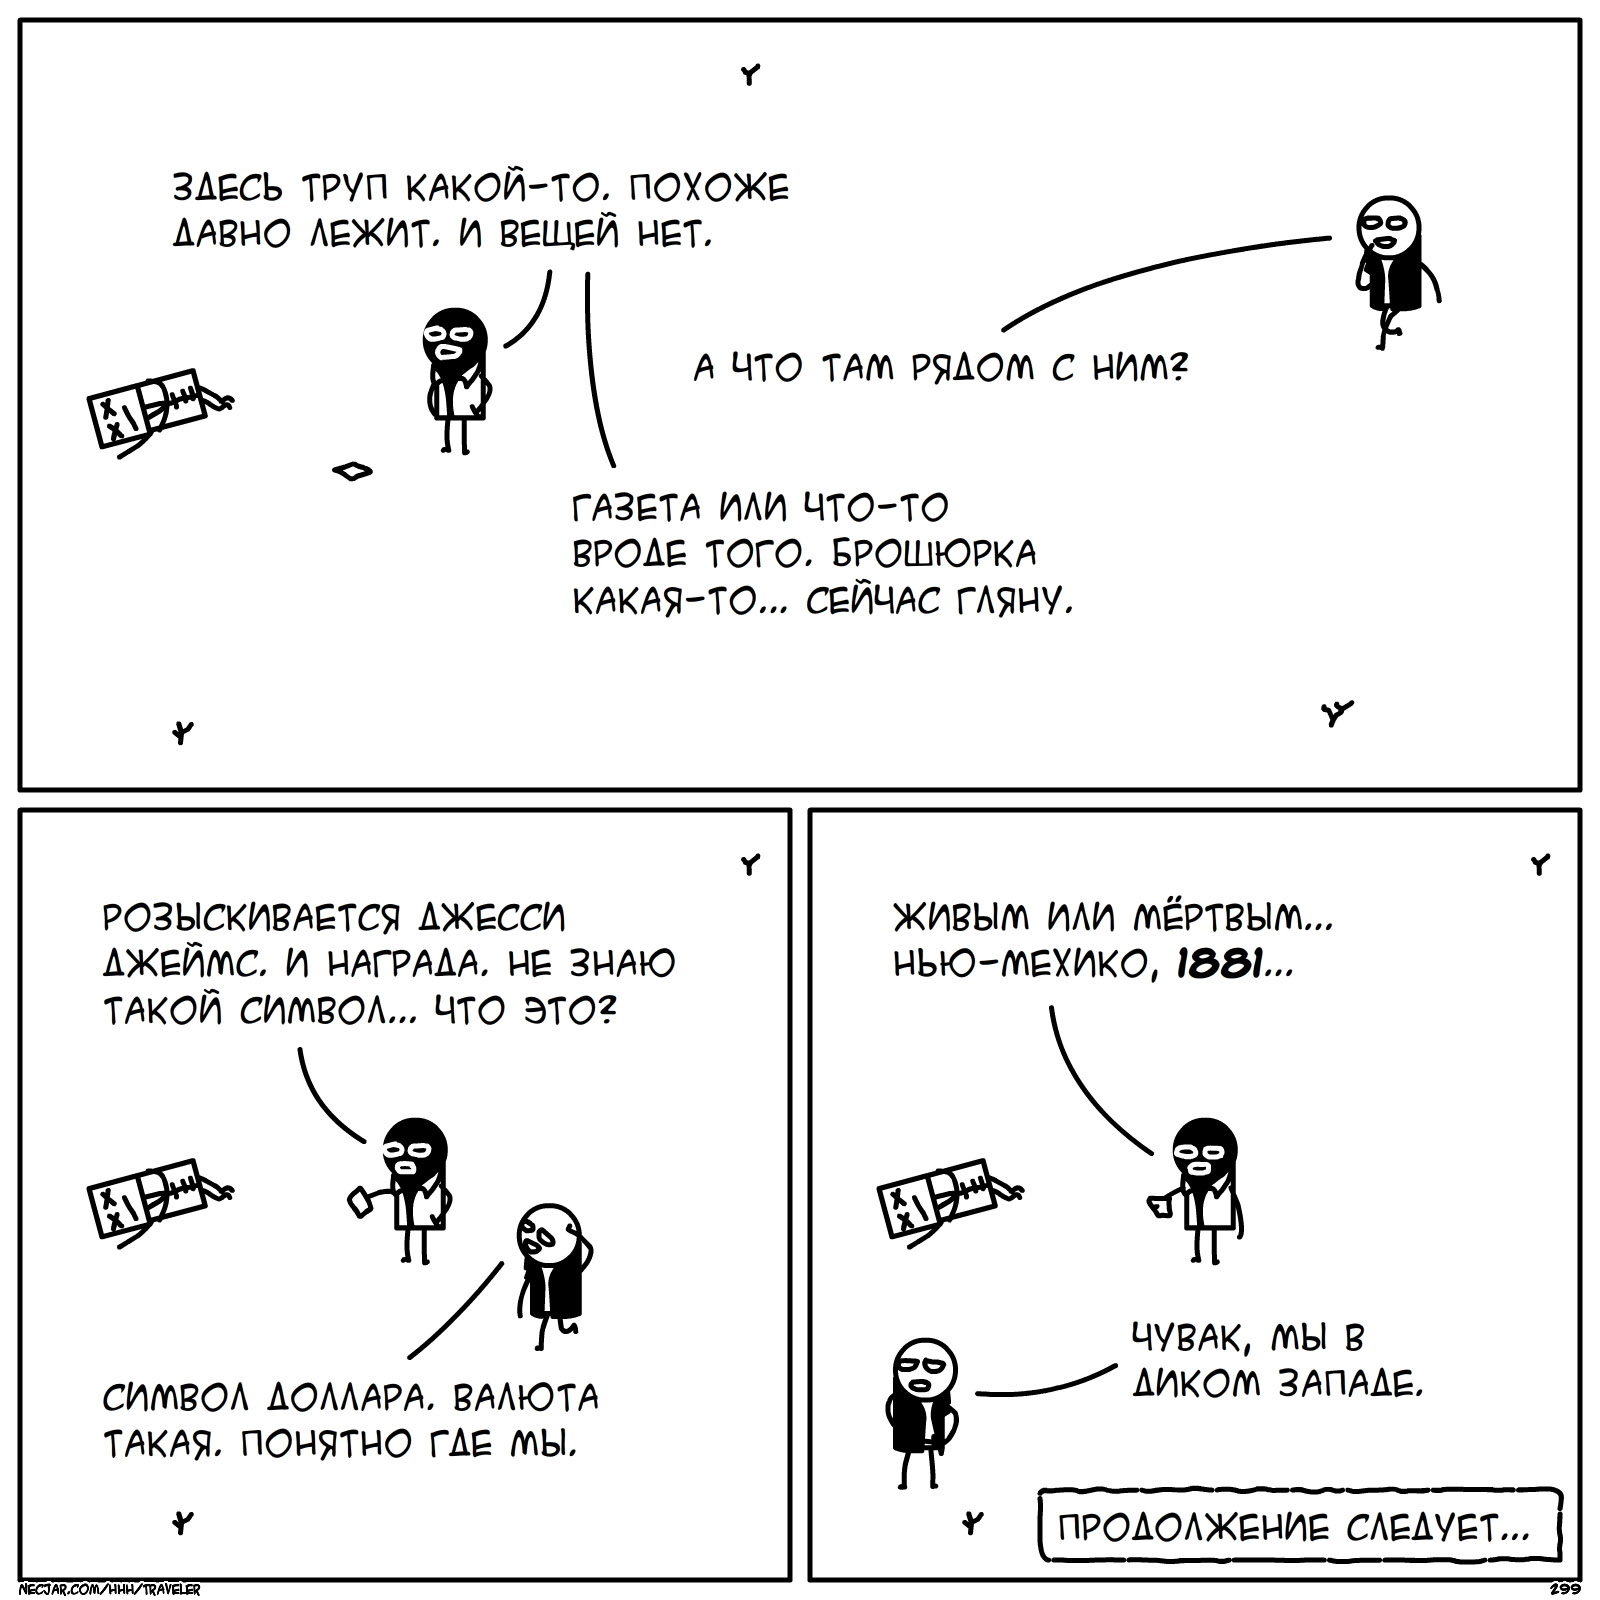 ЗДЕСЬ ТРУП КАКОЙ-ТО. ПОХОЖЕ
ДАВНО ЛЕЖИТ. И ВЕЩЕЙ НЕТ.
А ЧТО ТАМ РЯДОМ С НИМ?
ГАЗЕТА ИЛИ ЧТО-ТО
ВРОДЕ ТОГО. БРОШЮРКА
КАКАЯ-ТО... СЕЙЧАС ГЛЯНУ.
РОЗЫСКИВАЕТСЯ ДЖЕССИ
ДЖЕЙМС. И НАГРАДА. НЕ ЗНАЮ
ТАКОЙ СИМВОЛ... ЧТО ЭТО?
СИМВОЛ ДОЛЛАРА. ВАЛЮТА
ТАКАЯ. ПОНЯТНО ГДЕ МЫ.
ЖИВЫМ ИЛИ МЁРТВЫМ...
НЬЮ-МЕХИКО, 1881...
ЧУВАК, МЫ В
ДИКОМ ЗАПАДЕ.
ПРОДОЛЖЕНИЕ СЛЕДУЕТ...
NECJAR.COM/HHH/TRAVELER
299